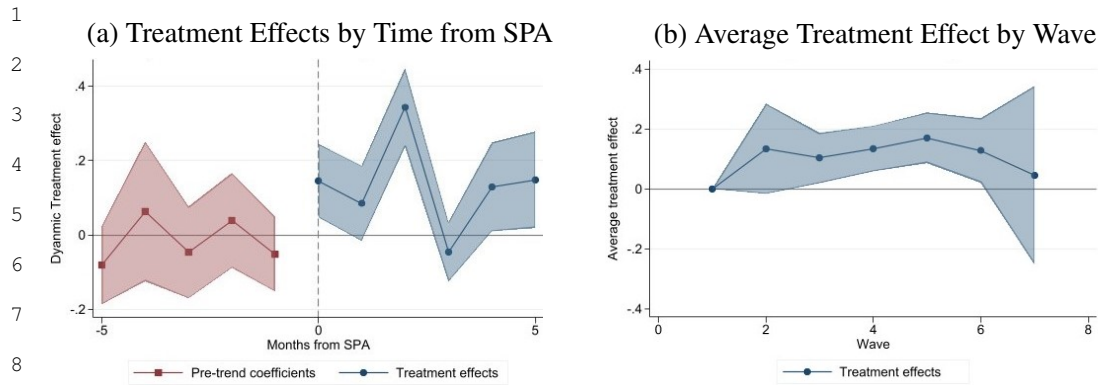 1
2
3
4
5
6
7
8
(a) Treatment Effects by Time from SPA
Dyanmic Treatment effect
.4
.2
0
-.2
-5
0
5
Months from SPA
Pre-trend coefficients
Treatment effects
(b) Average Treatment Effect by Wave
Average treatment effect
.4
.2
0
-.2
-.4
0
2
4
6
8
Wave
Treatment effects